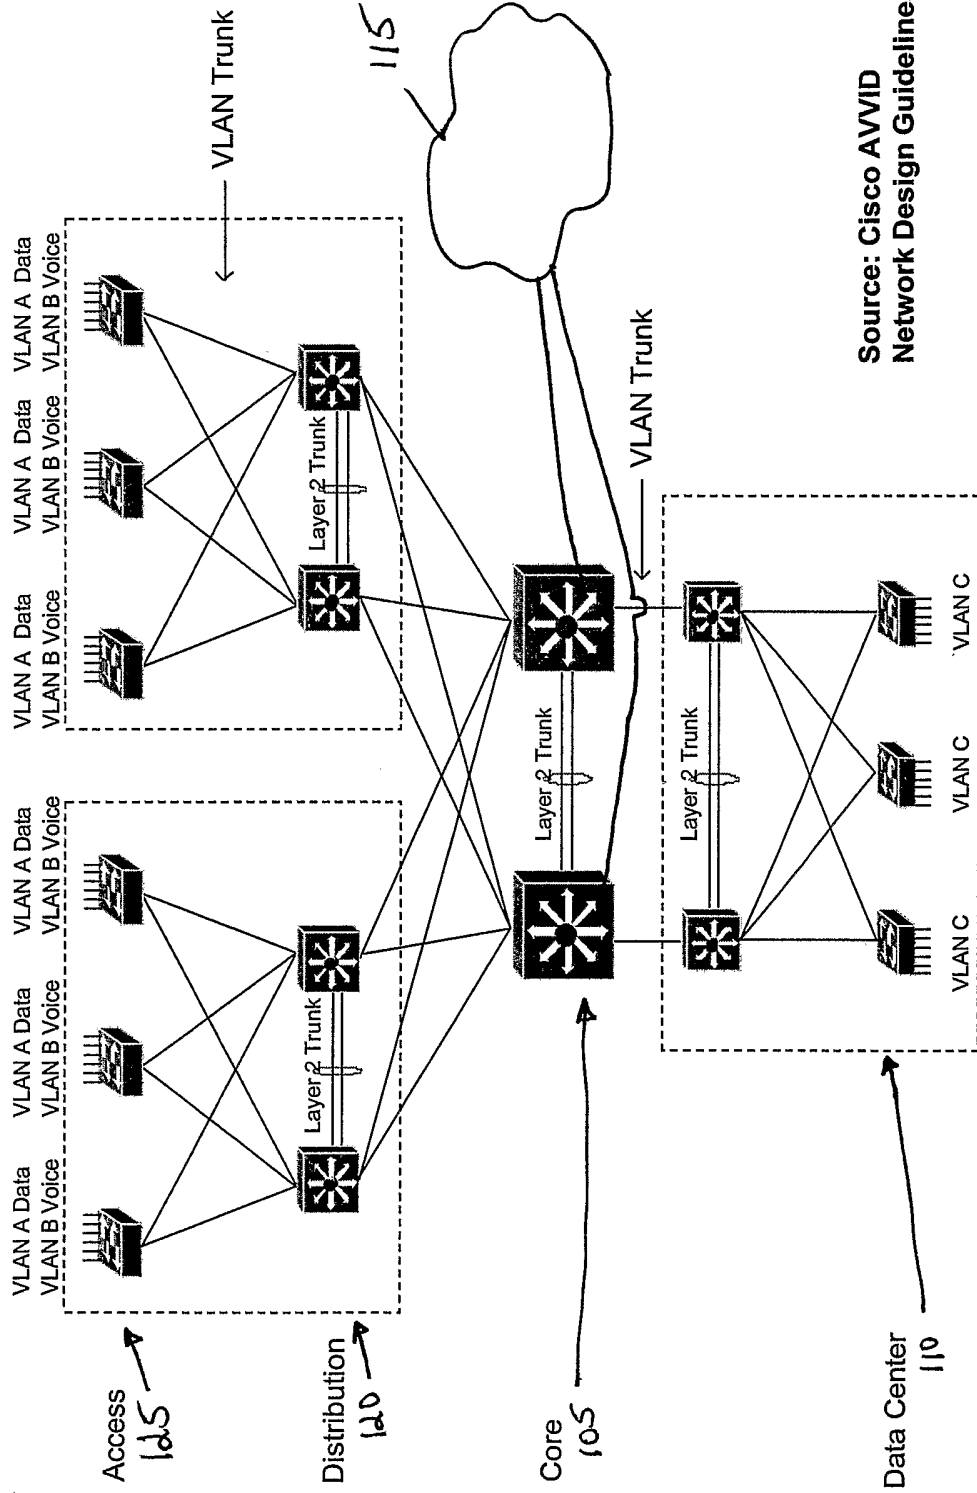 VLAN A Data
VLAN B Voice
VLAN A Data
VLAN B Voice
VLAN A Data
VLAN B Voice
VLAN A Data
VLAN B Voice
VLAN A Data
VLAN B Voice
VLAN A Data
VLAN B Voice
Access
125
VLAN Trunk
Distribution
120
Layer 2 Trunk
Layer 2 Trunk
115
Core
105
Layer 2 Trunk
VLAN Trunk
Layer 2 Trunk
Data Center
110
VLAN C
VLAN C
VLAN C
Source: Cisco AVVID
Network Design Guideline